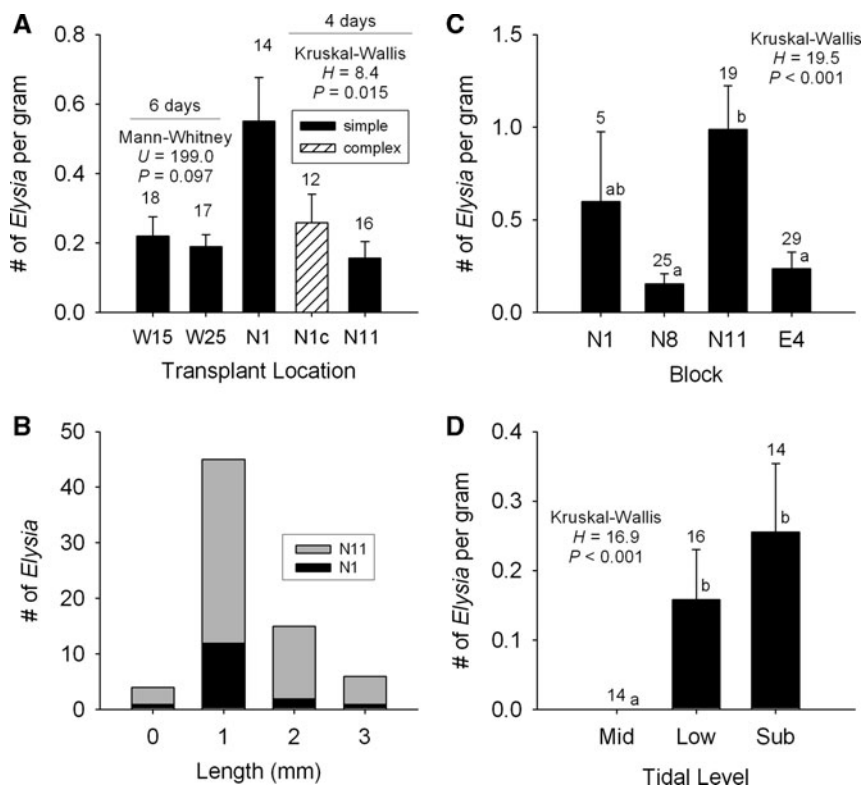 A
4 days
14
Kruskal-Wallis
H = 8.4
P = 0.015
6 days
Mann-Whitney
U = 199.0
P = 0.097
simple
complex
18
17
12
16
0.8
0.6
0.4
0.2
0.0
# of Elysia per gram
W15 W25 N1 N1c N11
Transplant Location
C
Kruskal-Wallis
H = 19.5
P < 0.001
19
5
b
ab
25
a
29
a
1.5
1.0
0.5
0.0
# of Elysia per gram
N1 N8 N11 E4
Block
B
50
40
30
20
10
0
# of Elysia
N11
N1
0 1 2 3
Length (mm)
D
14
Kruskal-Wallis
H = 16.9
P < 0.001
16
b
b
14 a
0.4
0.3
0.2
0.1
0.0
# of Elysia per gram
Mid Low Sub
Tidal Level